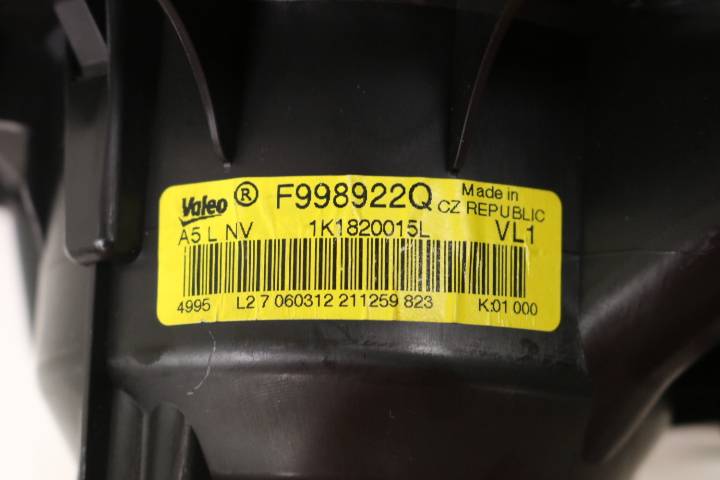 Valeo ® F998922Q Made in
CZ REPUBLIC
A5 L NV 1K1820015L VL1
4995 L2 7 060312 211259 823 K:01 000